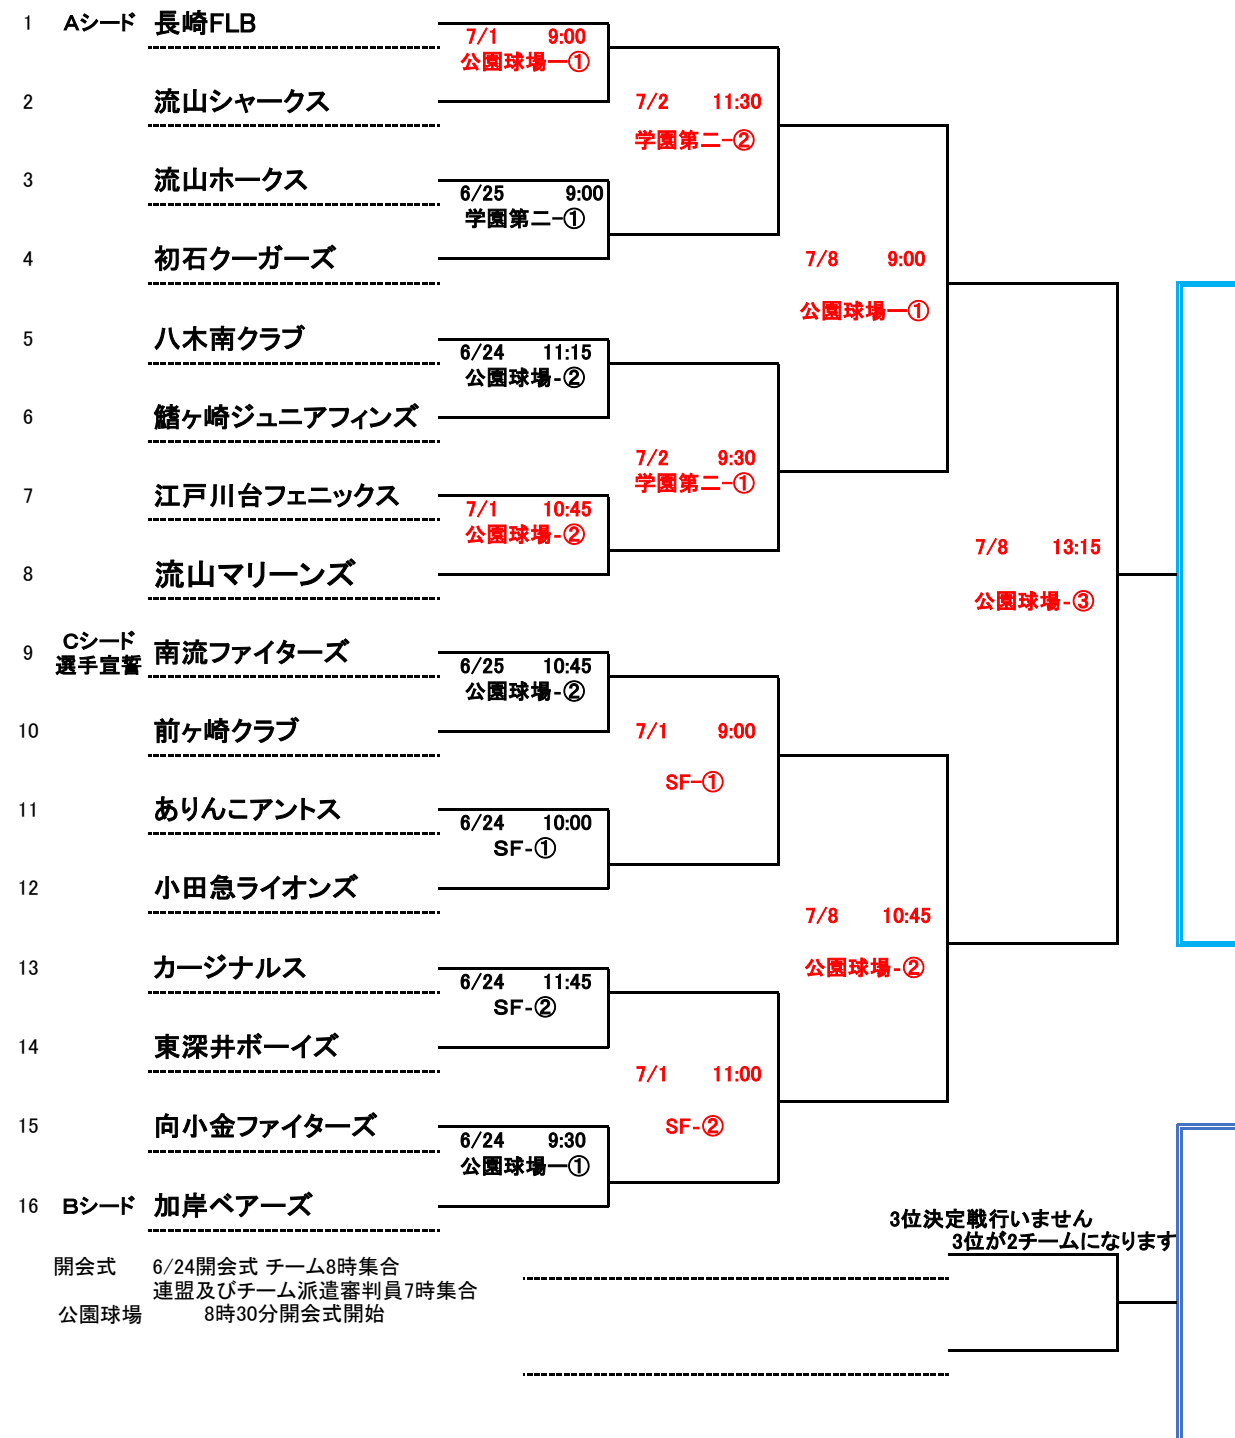 1 Aシード 長崎FLB
7/1 9:00
公園球場ー①
2 流山シャークス
7/2 11:30
学園第二-②
3 流山ホークス
6/25 9:00
学園第二-①
4 初石クーガーズ
7/8 9:00
公園球場ー①
5 八木南クラブ
6/24 11:15
公園球場-②
6 鰭ヶ崎ジュニアフィンズ
7/2 9:30
学園第二-①
7 江戸川台フェニックス
7/1 10:45
公園球場-②
7/8 13:15
公園球場-③
8 流山マリーンズ
9 Cシード 選手宣誓 南流ファイターズ
6/25 10:45
公園球場-②
10 前ヶ崎クラブ
7/1 9:00
SF-①
11 ありんこアントス
6/24 10:00
SF-①
12 小田急ライオンズ
7/8 10:45
公園球場-②
13 カージナルス
6/24 11:45
SF-②
14 東深井ボーイズ
7/1 11:00
SF-②
15 向小金ファイターズ
6/24 9:30
公園球場ー①
16 Bシード 加岸ベアーズ
3位決定戦行いません
3位が2チームになります
開会式 6/24開会式 チーム8時集合
連盟及びチーム派遣審判員7時集合
公園球場 8時30分開会式開始